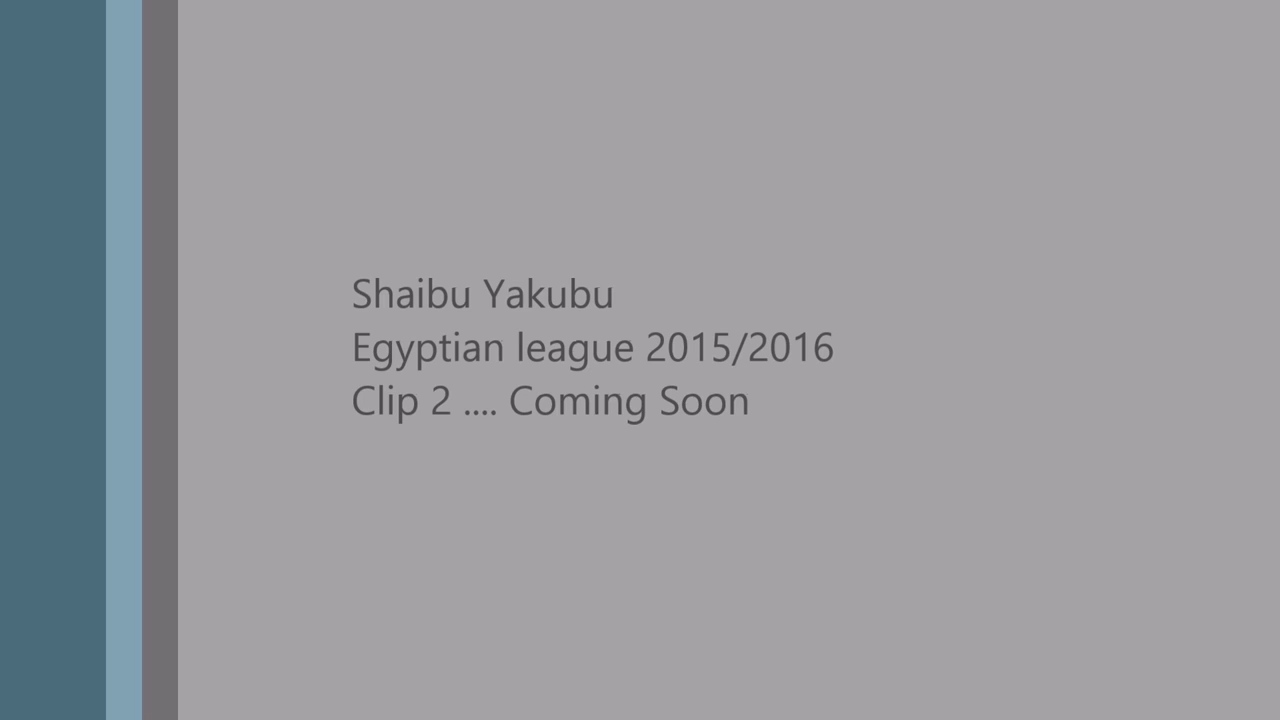 Shaibu Yakubu
Egyptian league 2015/2016
Clip 2 .... Coming Soon